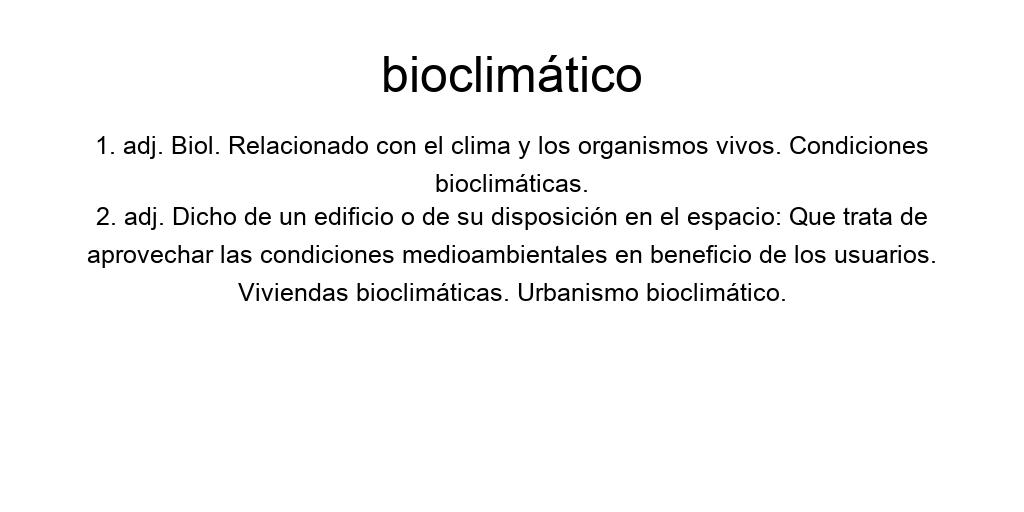 bioclimático
1. adj. Biol. Relacionado con el clima y los organismos vivos. Condiciones
bioclimáticas.
2. adj. Dicho de un edificio o de su disposición en el espacio: Que trata de
aprovechar las condiciones medioambientales en beneficio de los usuarios.
Viviendas bioclimáticas. Urbanismo bioclimático.